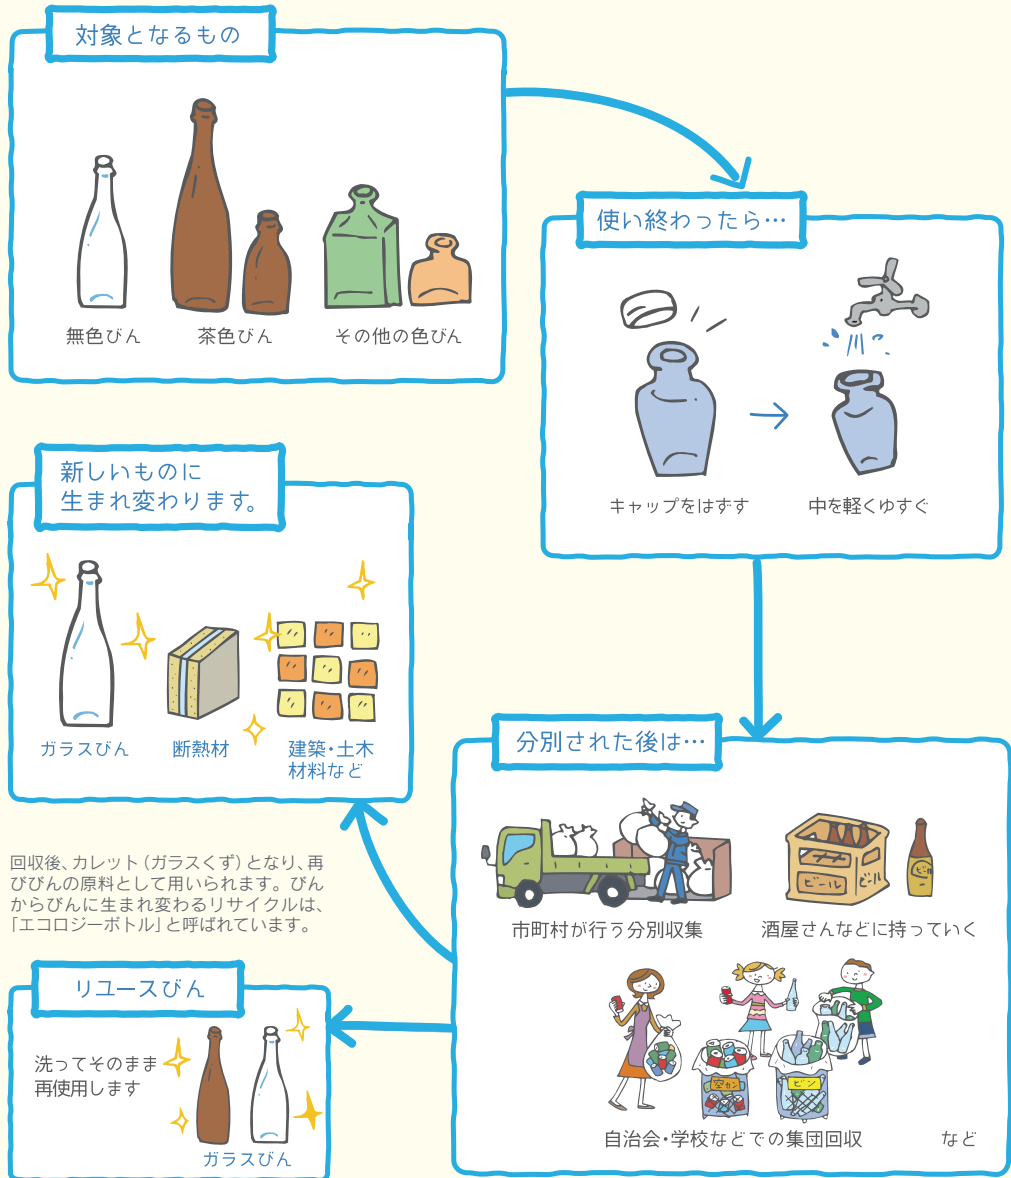 対象となるもの
無色びん
茶色びん
その他の色びん
使い終わったら…
キャップをはずす
中を軽くゆすぐ
分別された後は…
ビール
ビール
ビール
市町村が行う分別収集
酒屋さんなどに持っていく
空カン
ビン
自治会・学校などでの集団回収
など
新しいものに
生まれ変わります。
ガラスびん
断熱材
建築・土木
材料など
回収後、カレット（ガラスくず）となり、再
びびんの原料として用いられます。びん
からびんに生まれ変わるリサイクルは、
「エコロジーボトル」と呼ばれています。
リユースびん
洗ってそのまま
再使用します
ガラスびん